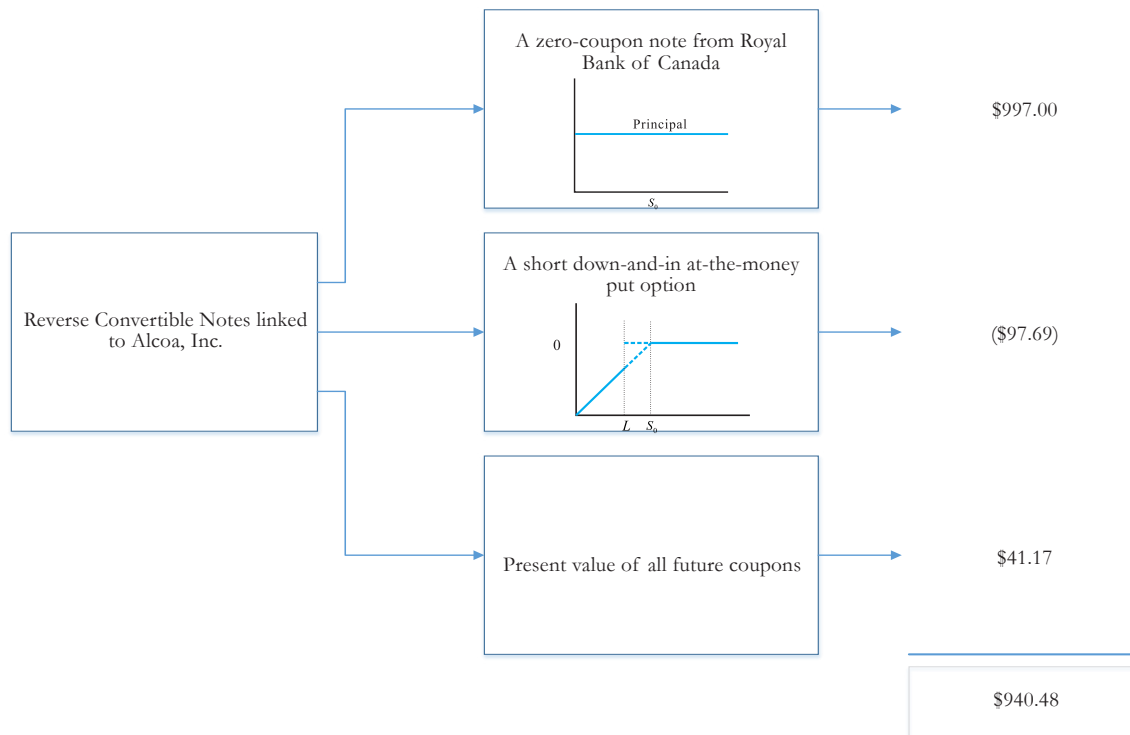 A zero-coupon note from Royal
Bank of Canada
Principal
S₀
$997.00
Reverse Convertible Notes linked
to Alcoa, Inc.
A short down-and-in at-the-money
put option
0
L S₀
($97.69)
Present value of all future coupons
$41.17
$940.48